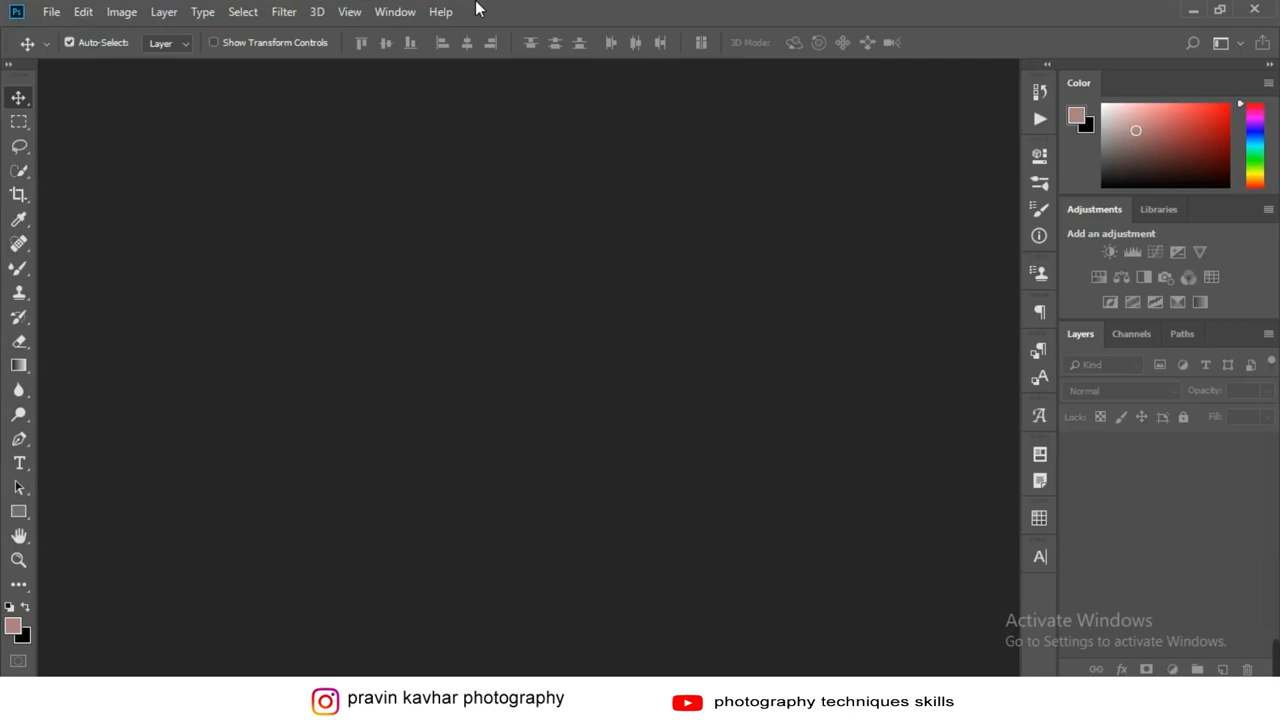 Ps File Edit Image Layer Type Select Filter 3D View Window Help
Auto-Select: Layer Show Transform Controls 3D Mode:
Color
Adjustments Libraries
Add an adjustment
Layers Channels Paths
Kind
Normal Opacity:
Lock: Fill:
Activate Windows
Go to Settings to activate Windows.
pravin kavhar photography photography techniques skills